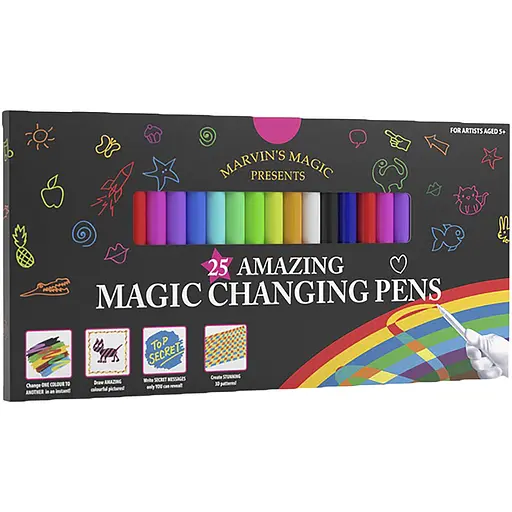 FOR ARTISTS AGED 5+
MARVIN'S MAGIC
PRESENTS
25 AMAZING
MAGIC CHANGING PENS
TOP
SECRET
Change ONE COLOUR TO
ANOTHER in an instant!
Draw AMAZING
colourful pictures!
Write SECRET MESSAGES
only YOU can reveal!
Create STUNNING
3D patterns!